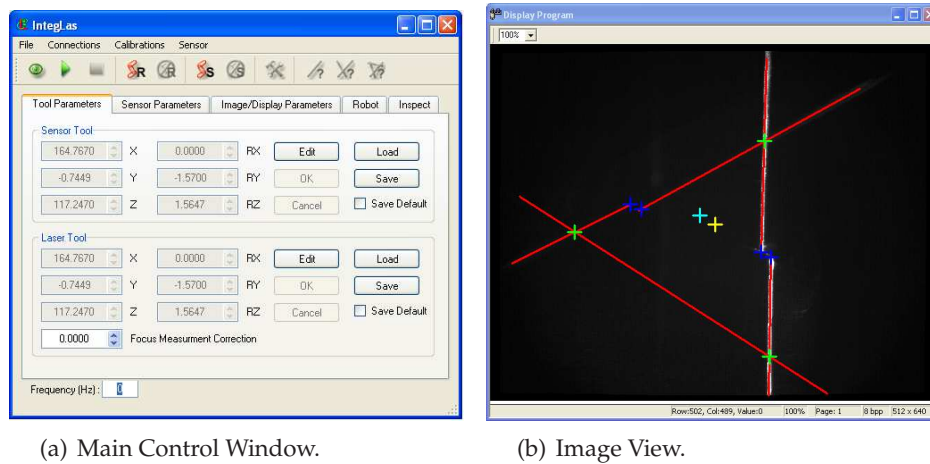 IntegLas
File Connections Calibrations Sensor
R R S S
Tool Parameters Sensor Parameters Image/Display Parameters Robot Inspect
Sensor Tool
164.7670 X 0.0000 RX Edit Load
-0.7449 Y -1.5700 RY OK Save
117.2470 Z 1.5647 RZ Cancel Save Default
Laser Tool
164.7670 X 0.0000 RX Edit Load
-0.7449 Y -1.5700 RY OK Save
117.2470 Z 1.5647 RZ Cancel Save Default
0.0000 Focus Measurment Correction
Frequency (Hz) : 0
(a) Main Control Window.
Display Program
100%
Row:502, Col:489, Value:0 100% Page: 1 8 bpp 512 x 640
(b) Image View.